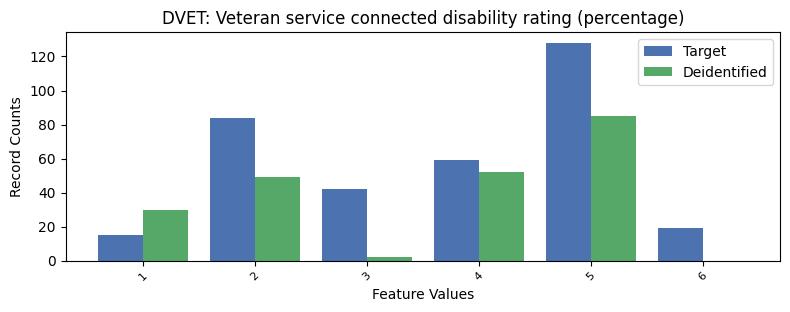 DVET: Veteran service connected disability rating (percentage)
Target
Deidentified
Record Counts
120
100
80
60
40
20
0
1 2 3 4 5 6
Feature Values